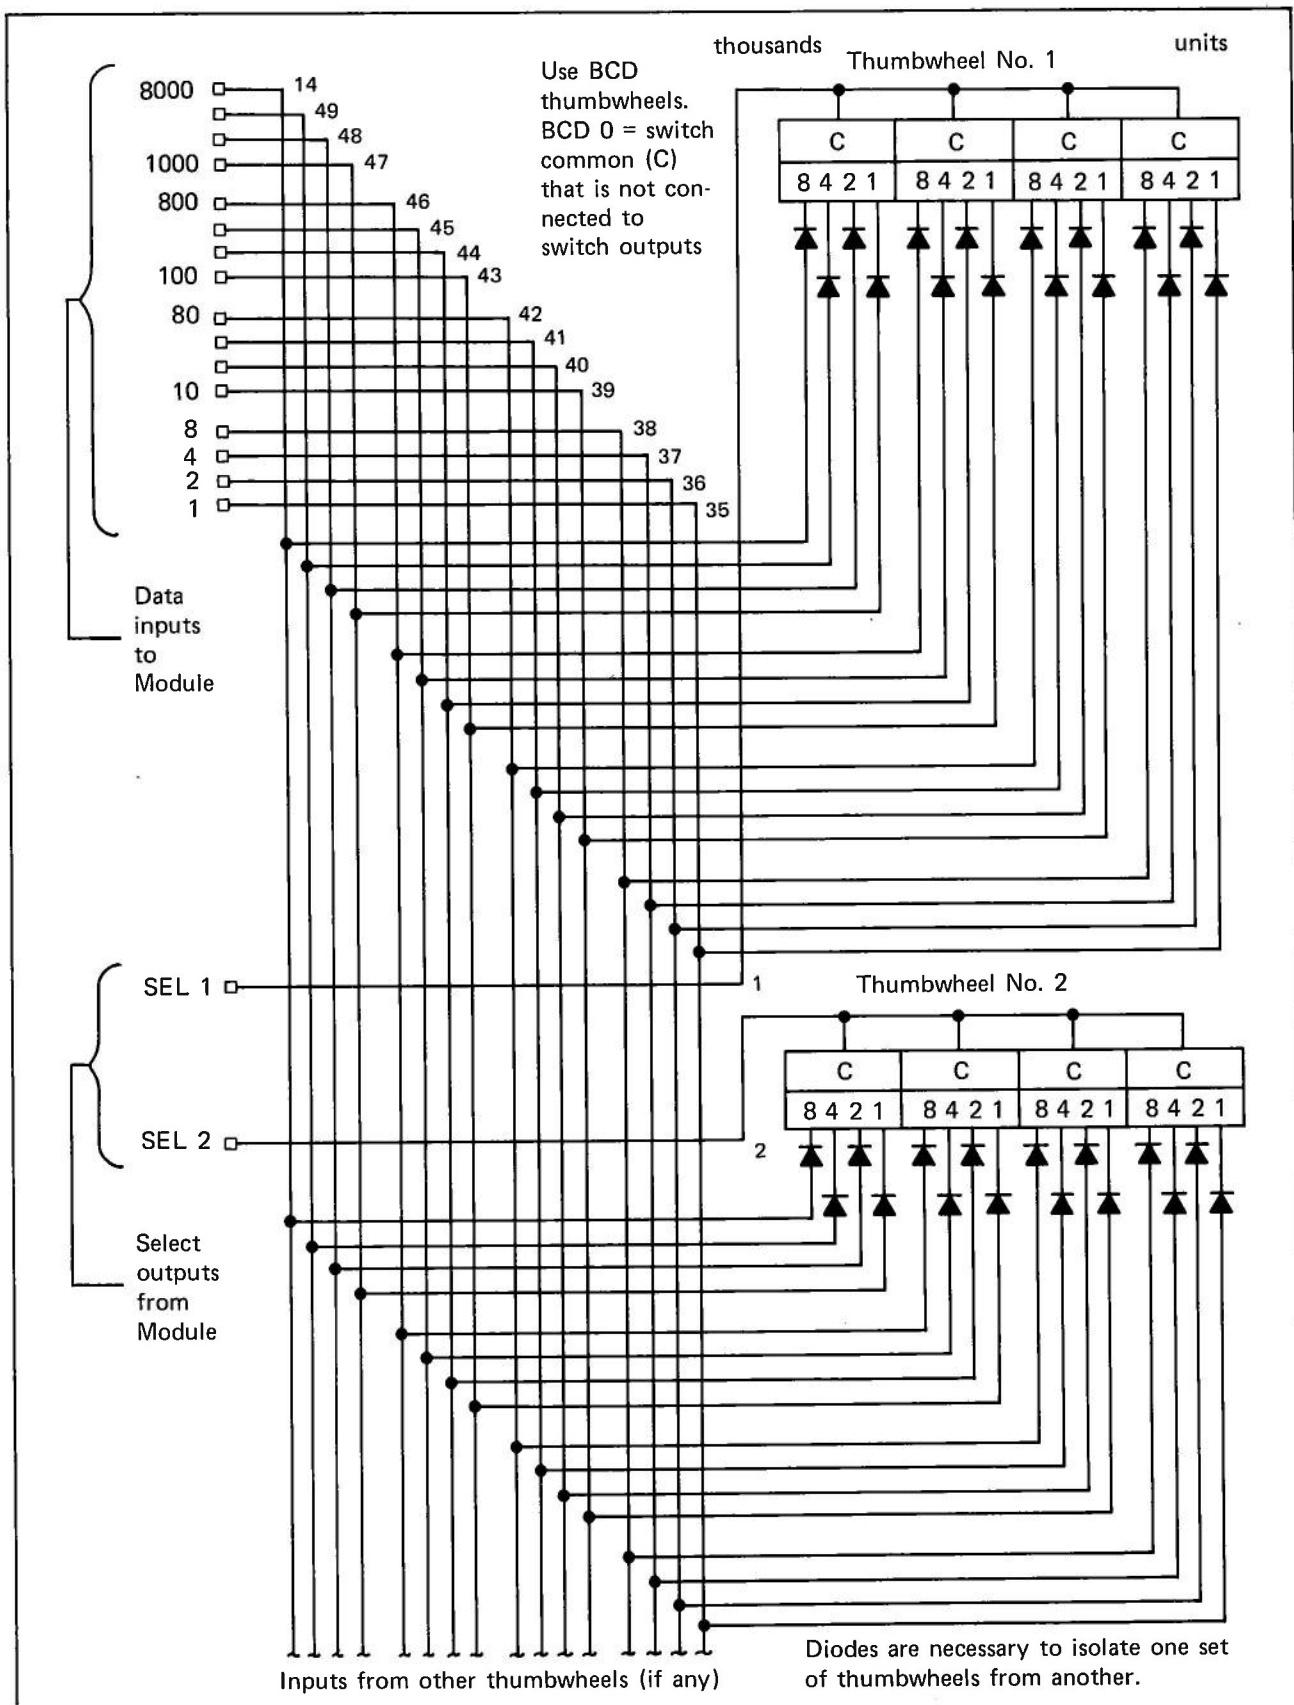 thousands
units
Thumbwheel No. 1
Use BCD
thumbwheels.
BCD 0 = switch
common (C)
that is not con-
nected to
switch outputs
8000 14
49
48
1000 47
800 46
45
44
100 43
80 42
41
40
10 39
8 38
4 37
2 36
1 35
C C C C
8 4 2 1 8 4 2 1 8 4 2 1 8 4 2 1
Data
inputs
to
Module
SEL 1 1
Thumbwheel No. 2
C C C C
8 4 2 1 8 4 2 1 8 4 2 1 8 4 2 1
SEL 2 2
Select
outputs
from
Module
Inputs from other thumbwheels (if any)
Diodes are necessary to isolate one set
of thumbwheels from another.